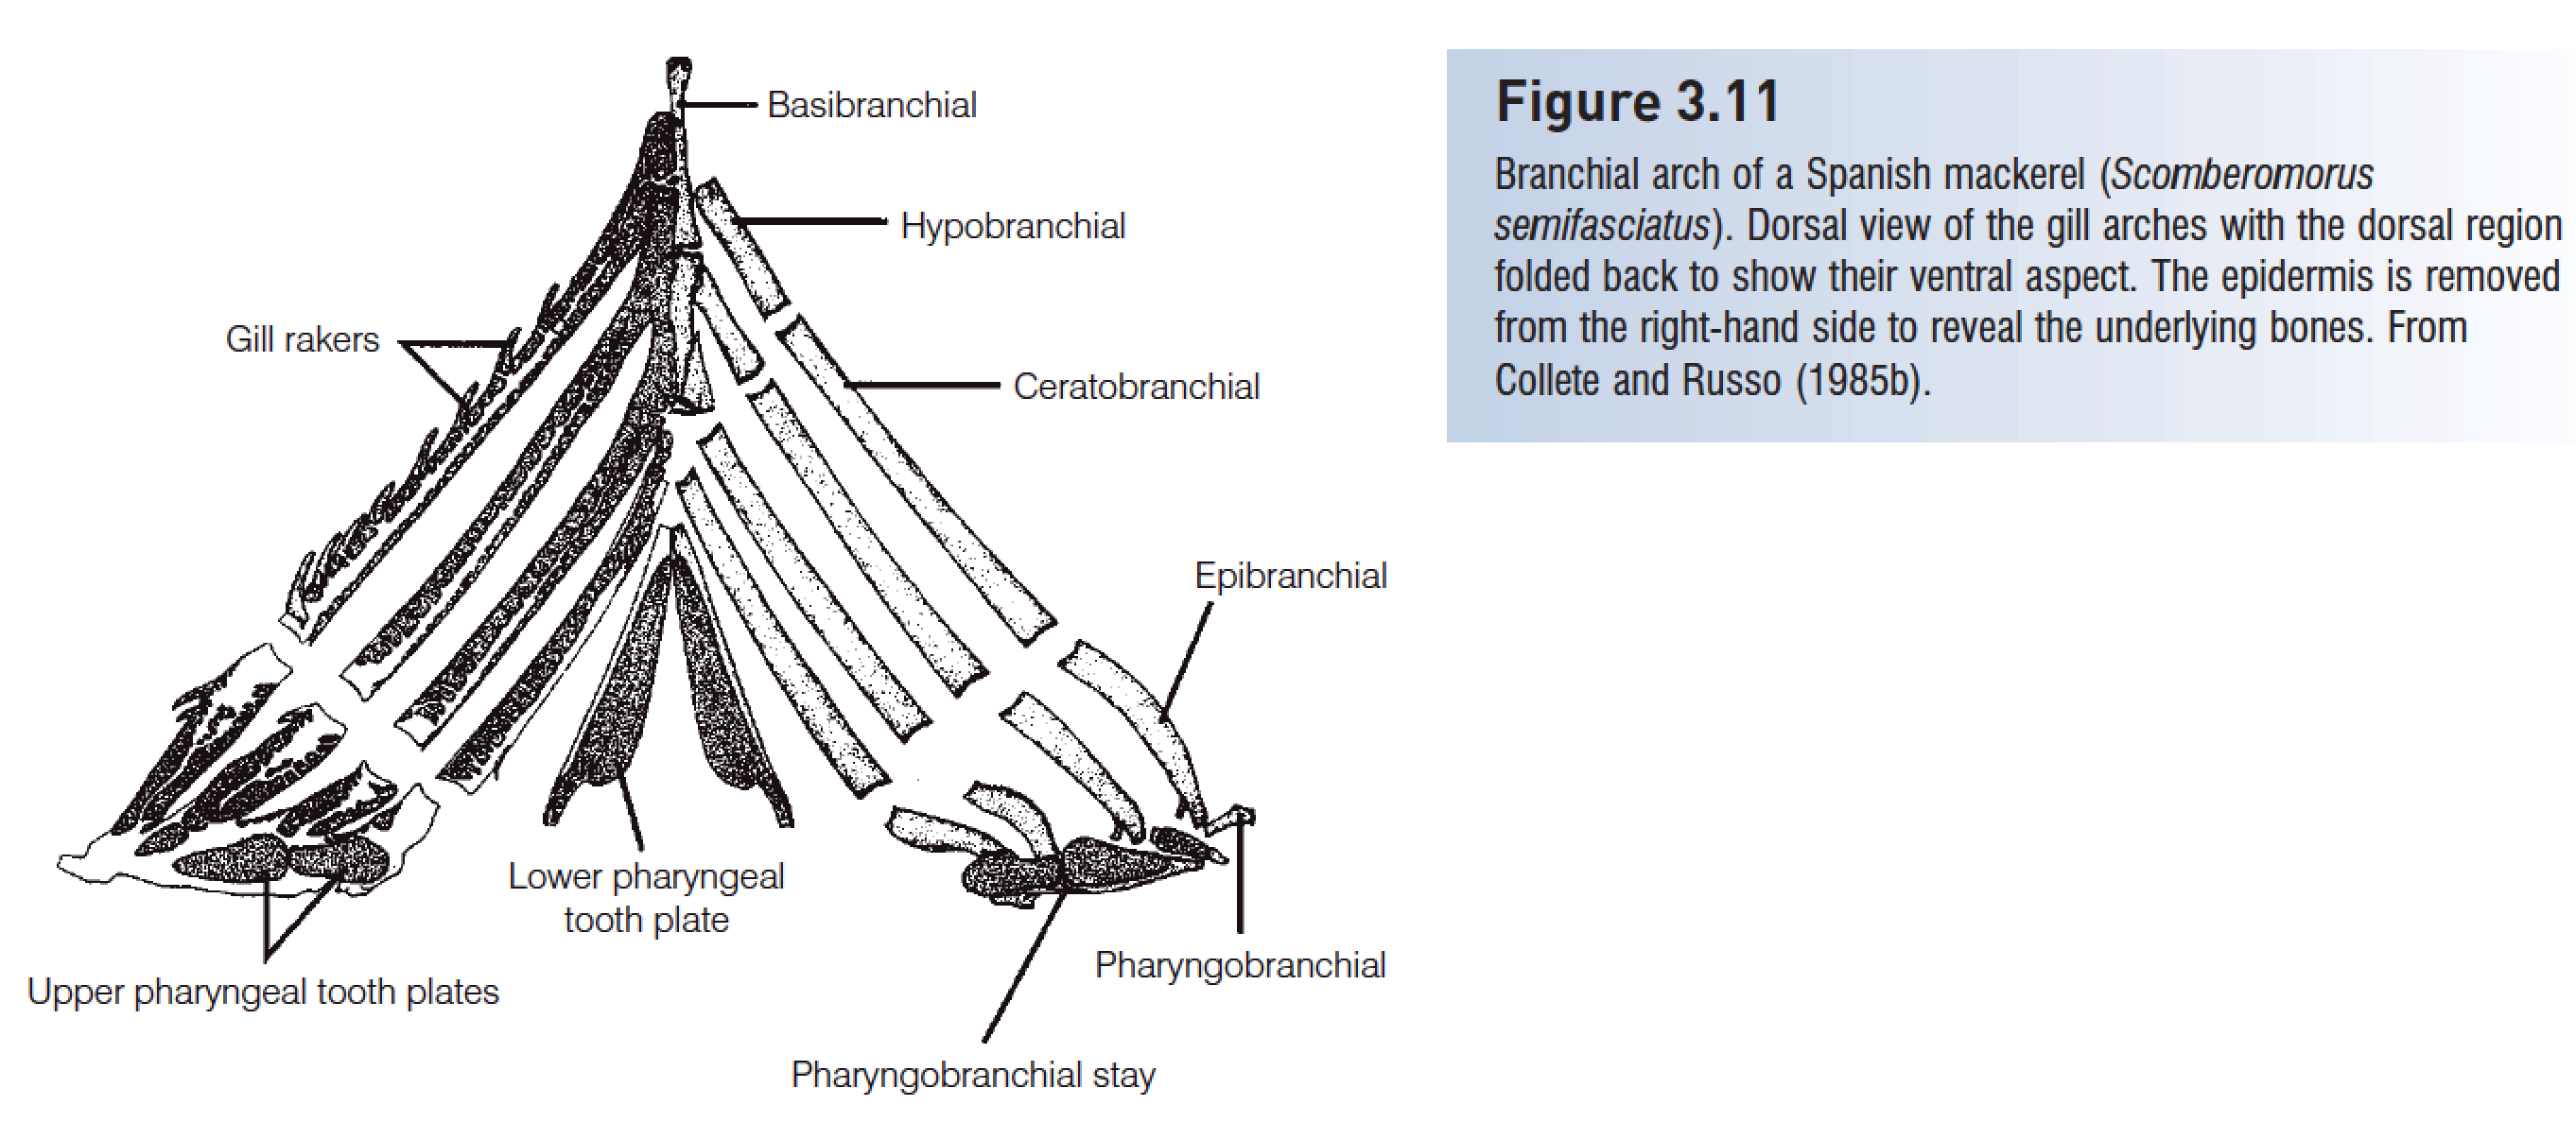 Basibranchial
Hypobranchial
Gill rakers
Ceratobranchial
Epibranchial
Lower pharyngeal
tooth plate
Pharyngobranchial
Upper pharyngeal tooth plates
Pharyngobranchial stay
Figure 3.11
Branchial arch of a Spanish mackerel (Scomberomorus
semifasciatus). Dorsal view of the gill arches with the dorsal region
folded back to show their ventral aspect. The epidermis is removed
from the right-hand side to reveal the underlying bones. From
Collete and Russo (1985b).